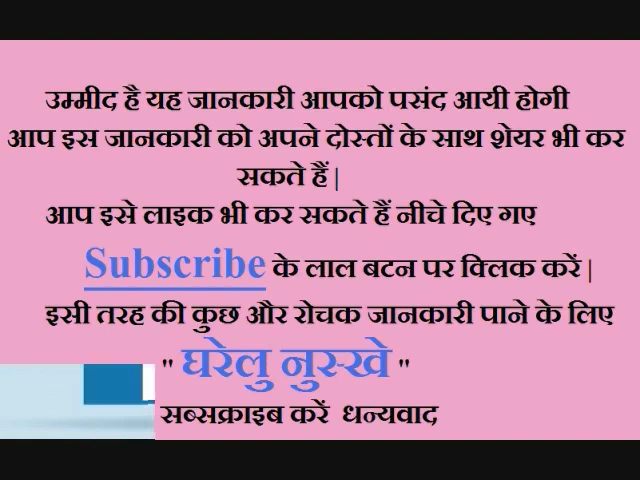 उम्मीद है यह जानकारी आपको पसंद आयी होगी
आप इस जानकारी को अपने दोस्तों के साथ शेयर भी कर
सकते हैं |
आप इसे लाइक भी कर सकते हैं नीचे दिए गए
Subscribe के लाल बटन पर क्लिक करें |
इसी तरह की कुछ और रोचक जानकारी पाने के लिए
" घरेलु नुस्खे "
सब्सक्राइब करें धन्यवाद